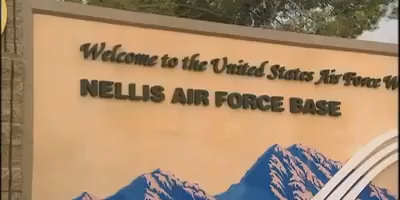 Welcome to the United States Air Force W
NELLIS AIR FORCE BASE